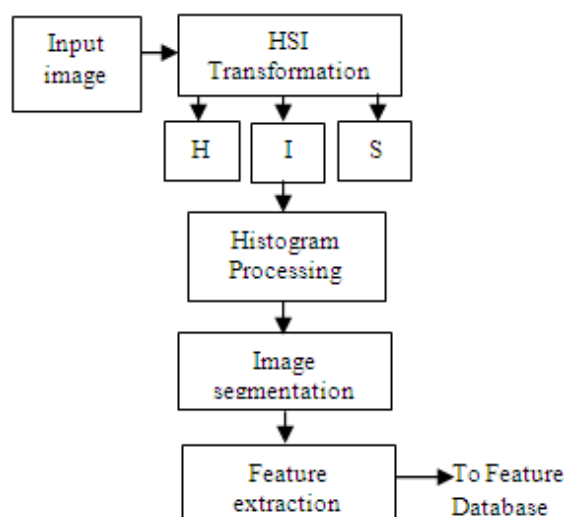 Input
image
HSI
Transformation
H
I
S
Histogram
Processing
Image
segmentation
Feature
extraction
To Feature
Database